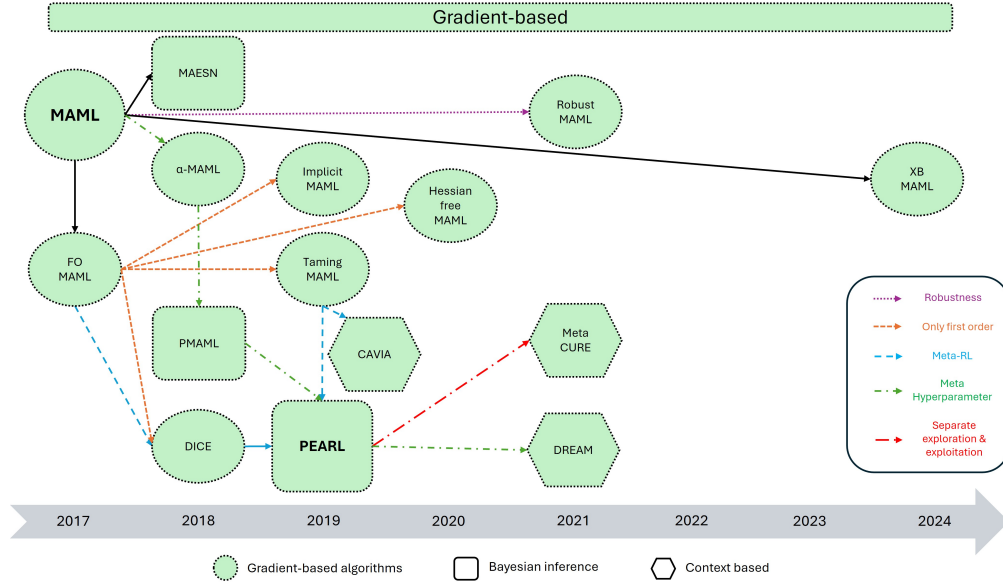 Gradient-based
MAESN
MAML
Robust
MAML
α-MAML
Implicit
MAML
XB
MAML
Hessian
free
MAML
FO
MAML
Taming
MAML
Robustness
Only first order
Meta-RL
Meta
Hyperparameter
Separate
exploration &
exploitation
PMAML
CAVIA
Meta
CURE
DICE
PEARL
DREAM
2017
2018
2019
2020
2021
2022
2023
2024
Gradient-based algorithms
Bayesian inference
Context based